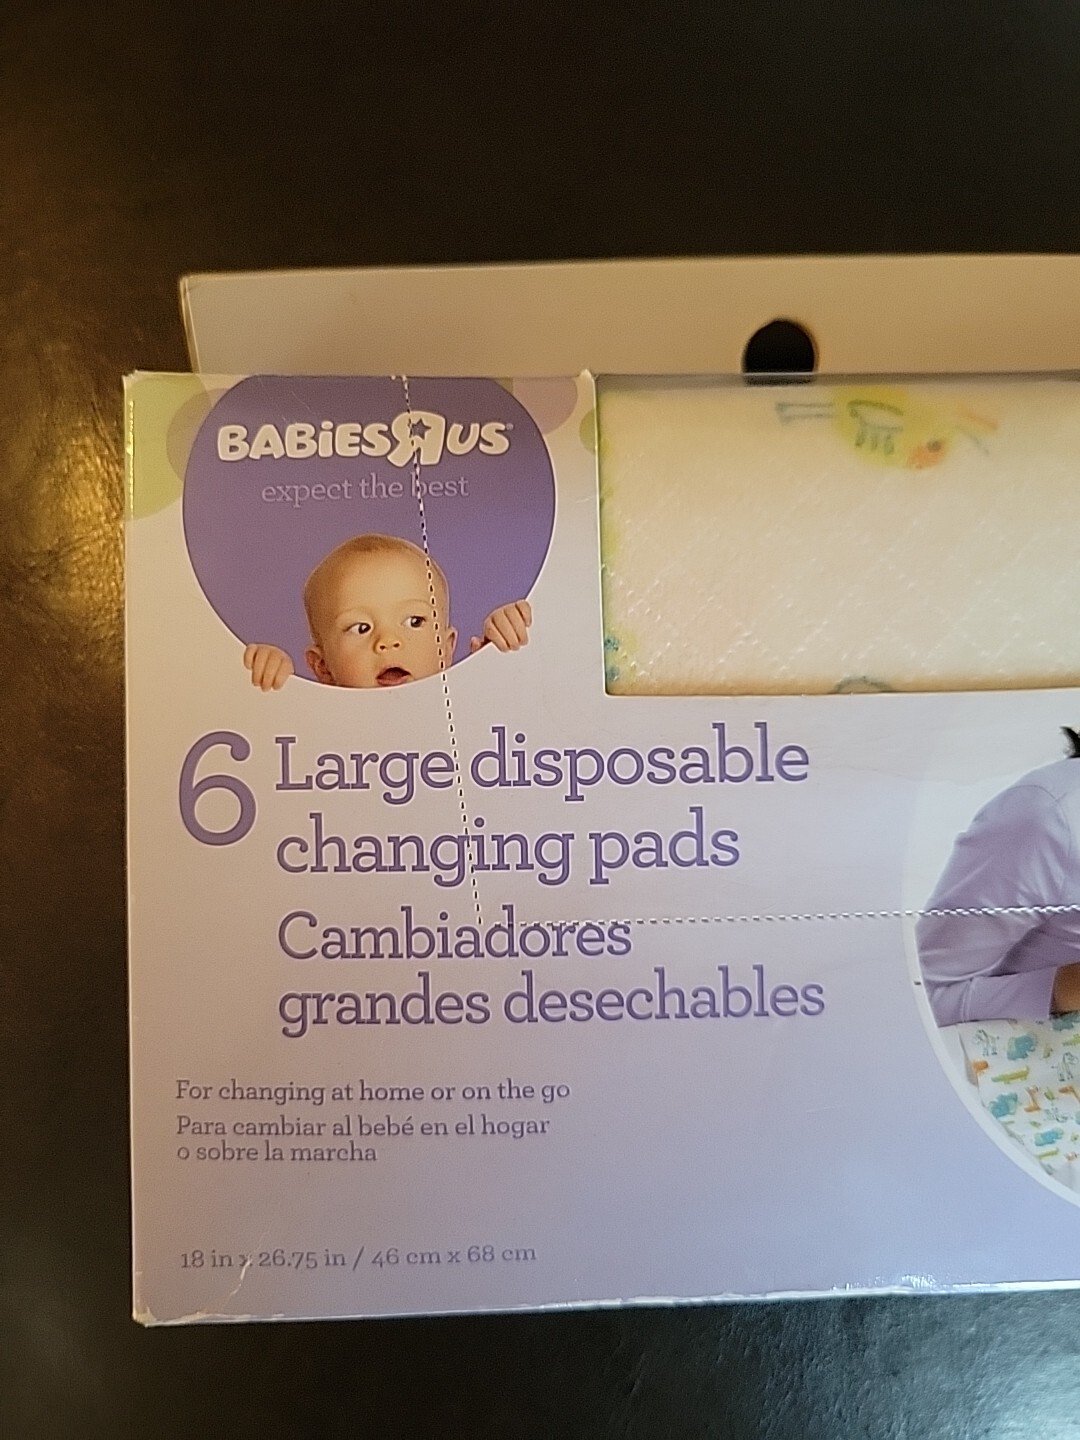 BABiESЯUS®
expect the best
6 Large disposable
changing pads
Cambiadores
grandes desechables
For changing at home or on the go
Para cambiar al bebé en el hogar
o sobre la marcha
18 in x 26.75 in / 46 cm x 68 cm